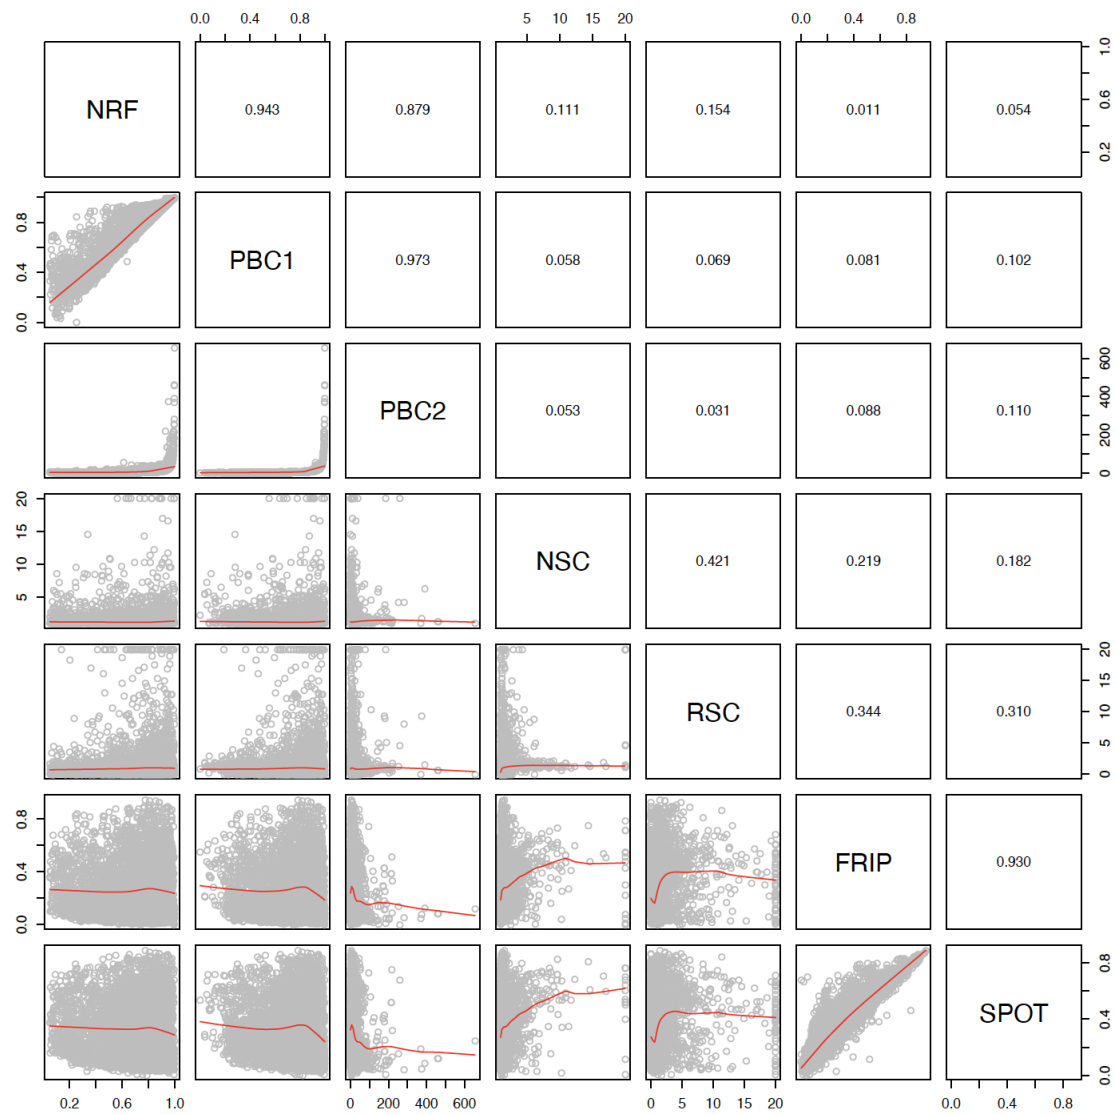 0.0 0.4 0.8 5 10 15 20 0.0 0.4 0.8
NRF 0.943 0.879 0.111 0.154 0.011 0.054 0.2 0.6 1.0
0.0 0.4 0.8 PBC1 0.973 0.058 0.069 0.081 0.102
PBC2 0.053 0.031 0.088 0.110 0 200 400 600
5 10 15 20 NSC 0.421 0.219 0.182
RSC 0.344 0.310 0 5 10 15 20
0.0 0.4 0.8 FRIP 0.930
SPOT 0.0 0.4 0.8
0.2 0.6 1.0 0 200 400 600 0 5 10 15 20 0.0 0.4 0.8